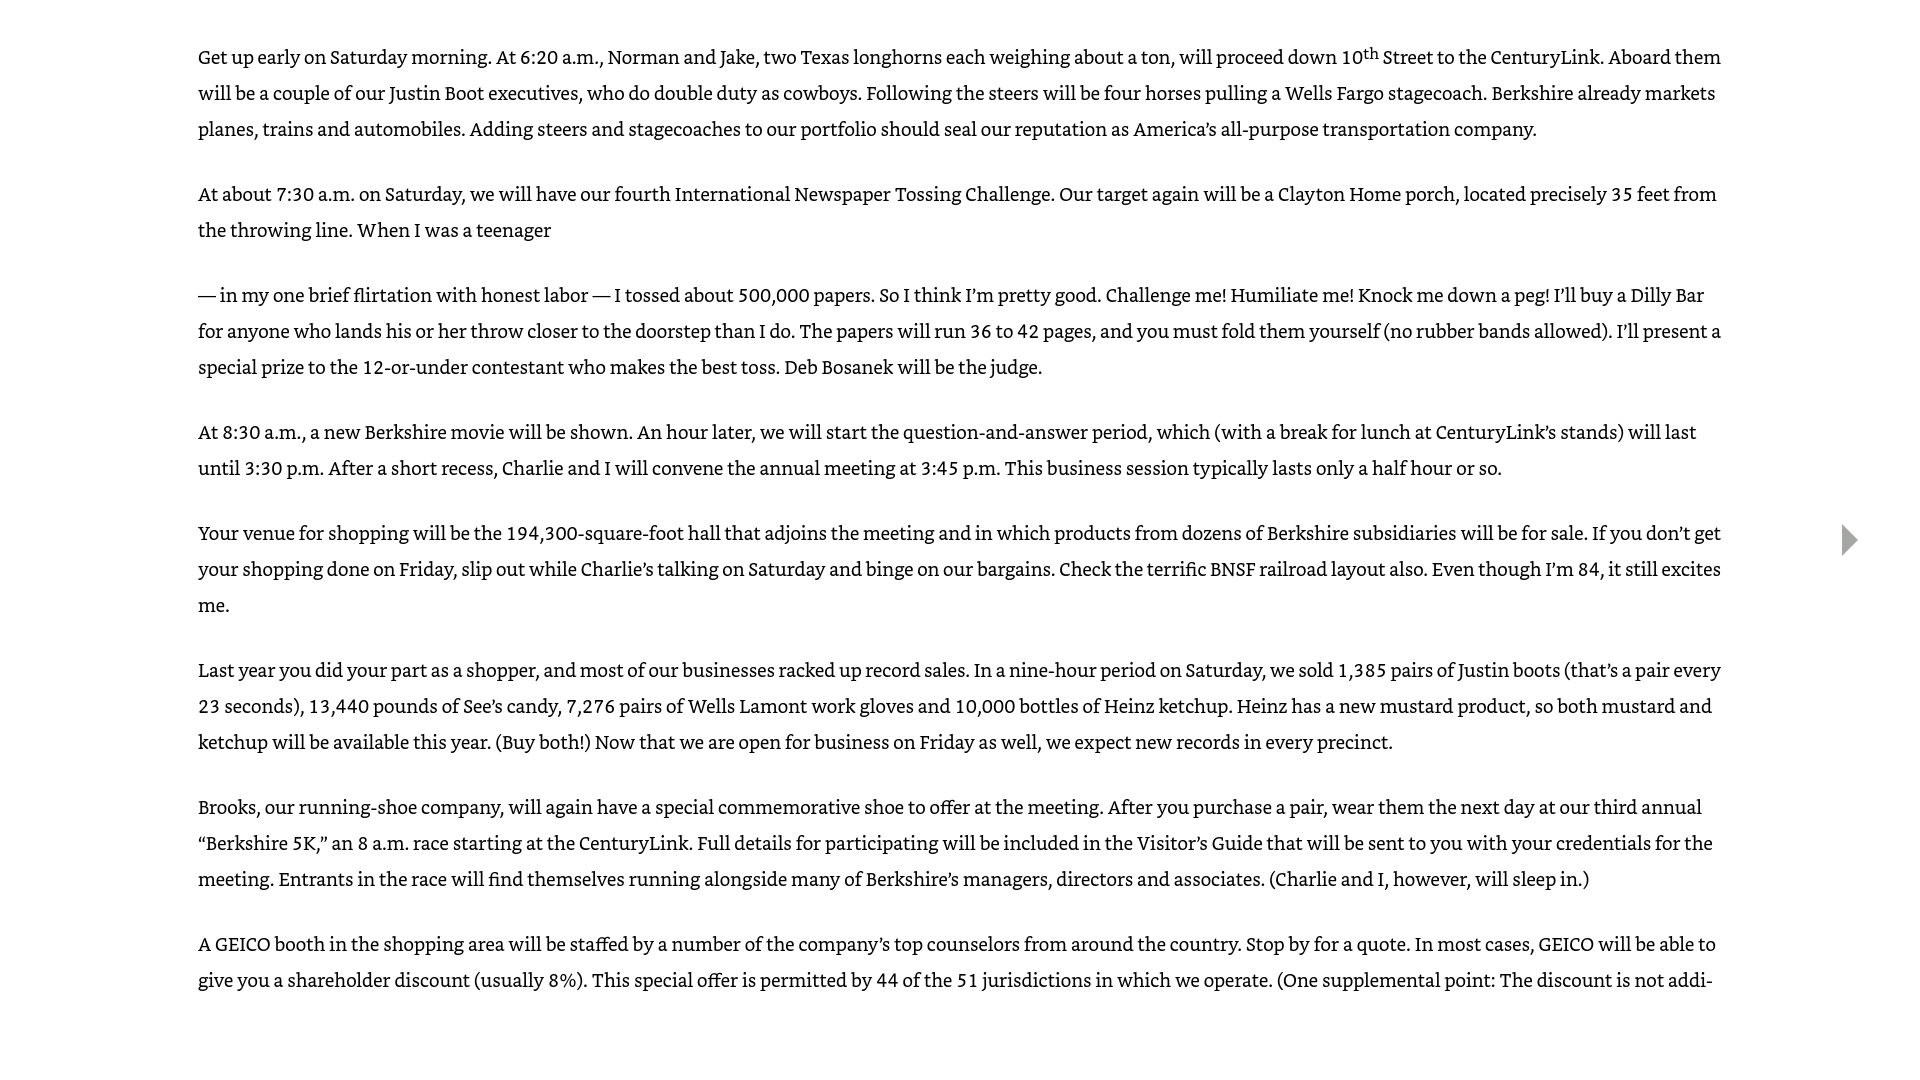 Get up early on Saturday morning. At 6:20 a.m., Norman and Jake, two Texas longhorns each weighing about a ton, will proceed down 10th Street to the CenturyLink. Aboard them
will be a couple of our Justin Boot executives, who do double duty as cowboys. Following the steers will be four horses pulling a Wells Fargo stagecoach. Berkshire already markets
planes, trains and automobiles. Adding steers and stagecoaches to our portfolio should seal our reputation as America’s all-purpose transportation company.
At about 7:30 a.m. on Saturday, we will have our fourth International Newspaper Tossing Challenge. Our target again will be a Clayton Home porch, located precisely 35 feet from
the throwing line. When I was a teenager
— in my one brief flirtation with honest labor — I tossed about 500,000 papers. So I think I’m pretty good. Challenge me! Humiliate me! Knock me down a peg! I’ll buy a Dilly Bar
for anyone who lands his or her throw closer to the doorstep than I do. The papers will run 36 to 42 pages, and you must fold them yourself (no rubber bands allowed). I’ll present a
special prize to the 12-or-under contestant who makes the best toss. Deb Bosanek will be the judge.
At 8:30 a.m., a new Berkshire movie will be shown. An hour later, we will start the question-and-answer period, which (with a break for lunch at CenturyLink’s stands) will last
until 3:30 p.m. After a short recess, Charlie and I will convene the annual meeting at 3:45 p.m. This business session typically lasts only a half hour or so.
Your venue for shopping will be the 194,300-square-foot hall that adjoins the meeting and in which products from dozens of Berkshire subsidiaries will be for sale. If you don’t get
your shopping done on Friday, slip out while Charlie’s talking on Saturday and binge on our bargains. Check the terrific BNSF railroad layout also. Even though I’m 84, it still excites
me.
Last year you did your part as a shopper, and most of our businesses racked up record sales. In a nine-hour period on Saturday, we sold 1,385 pairs of Justin boots (that’s a pair every
23 seconds), 13,440 pounds of See’s candy, 7,276 pairs of Wells Lamont work gloves and 10,000 bottles of Heinz ketchup. Heinz has a new mustard product, so both mustard and
ketchup will be available this year. (Buy both!) Now that we are open for business on Friday as well, we expect new records in every precinct.
Brooks, our running-shoe company, will again have a special commemorative shoe to offer at the meeting. After you purchase a pair, wear them the next day at our third annual
“Berkshire 5K,” an 8 a.m. race starting at the CenturyLink. Full details for participating will be included in the Visitor’s Guide that will be sent to you with your credentials for the
meeting. Entrants in the race will find themselves running alongside many of Berkshire’s managers, directors and associates. (Charlie and I, however, will sleep in.)
A GEICO booth in the shopping area will be staffed by a number of the company’s top counselors from around the country. Stop by for a quote. In most cases, GEICO will be able to
give you a shareholder discount (usually 8%). This special offer is permitted by 44 of the 51 jurisdictions in which we operate. (One supplemental point: The discount is not addi-